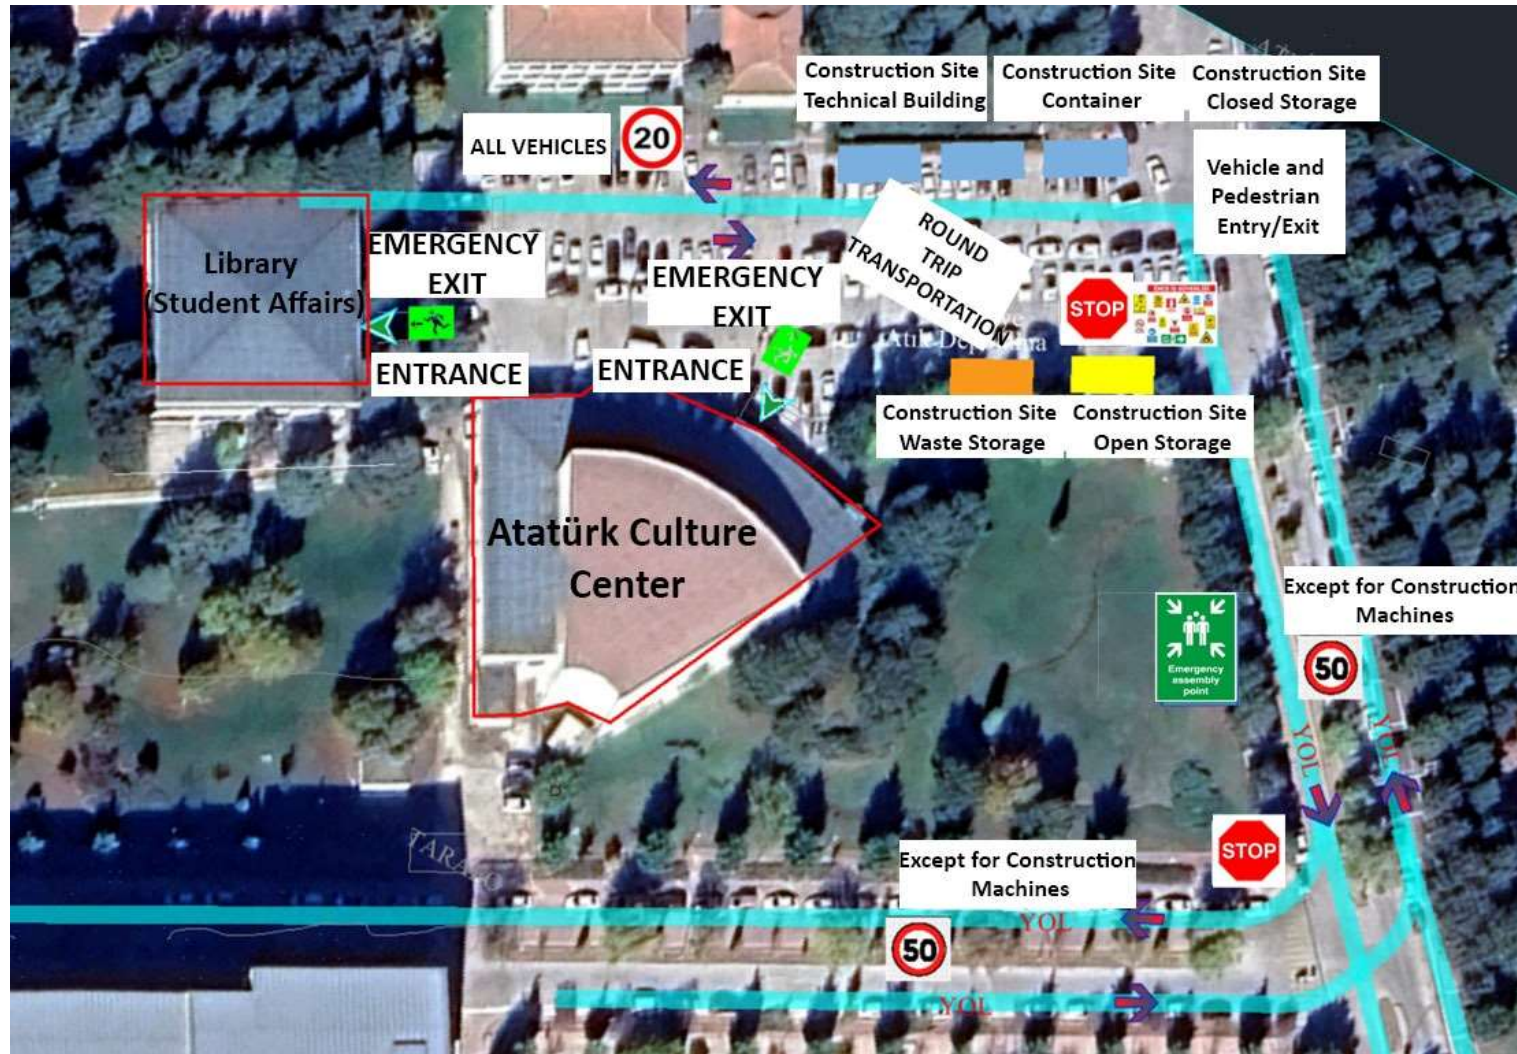 Construction Site
Technical Building
Construction Site
Container
Construction Site
Closed Storage
ALL VEHICLES
20
Vehicle and
Pedestrian
Entry/Exit
ROUND
TRIP
TRANSPORTATION
EMERGENCY
EXIT
Library
(Student Affairs)
EMERGENCY
EXIT
STOP
ENTRANCE
ENTRANCE
Construction Site
Waste Storage
Construction Site
Open Storage
Atatürk Culture
Center
Except for Construction
Machines
50
Emergency
assembly
point
YOL
YOL
STOP
Except for Construction
Machines
YOL
50
YOL